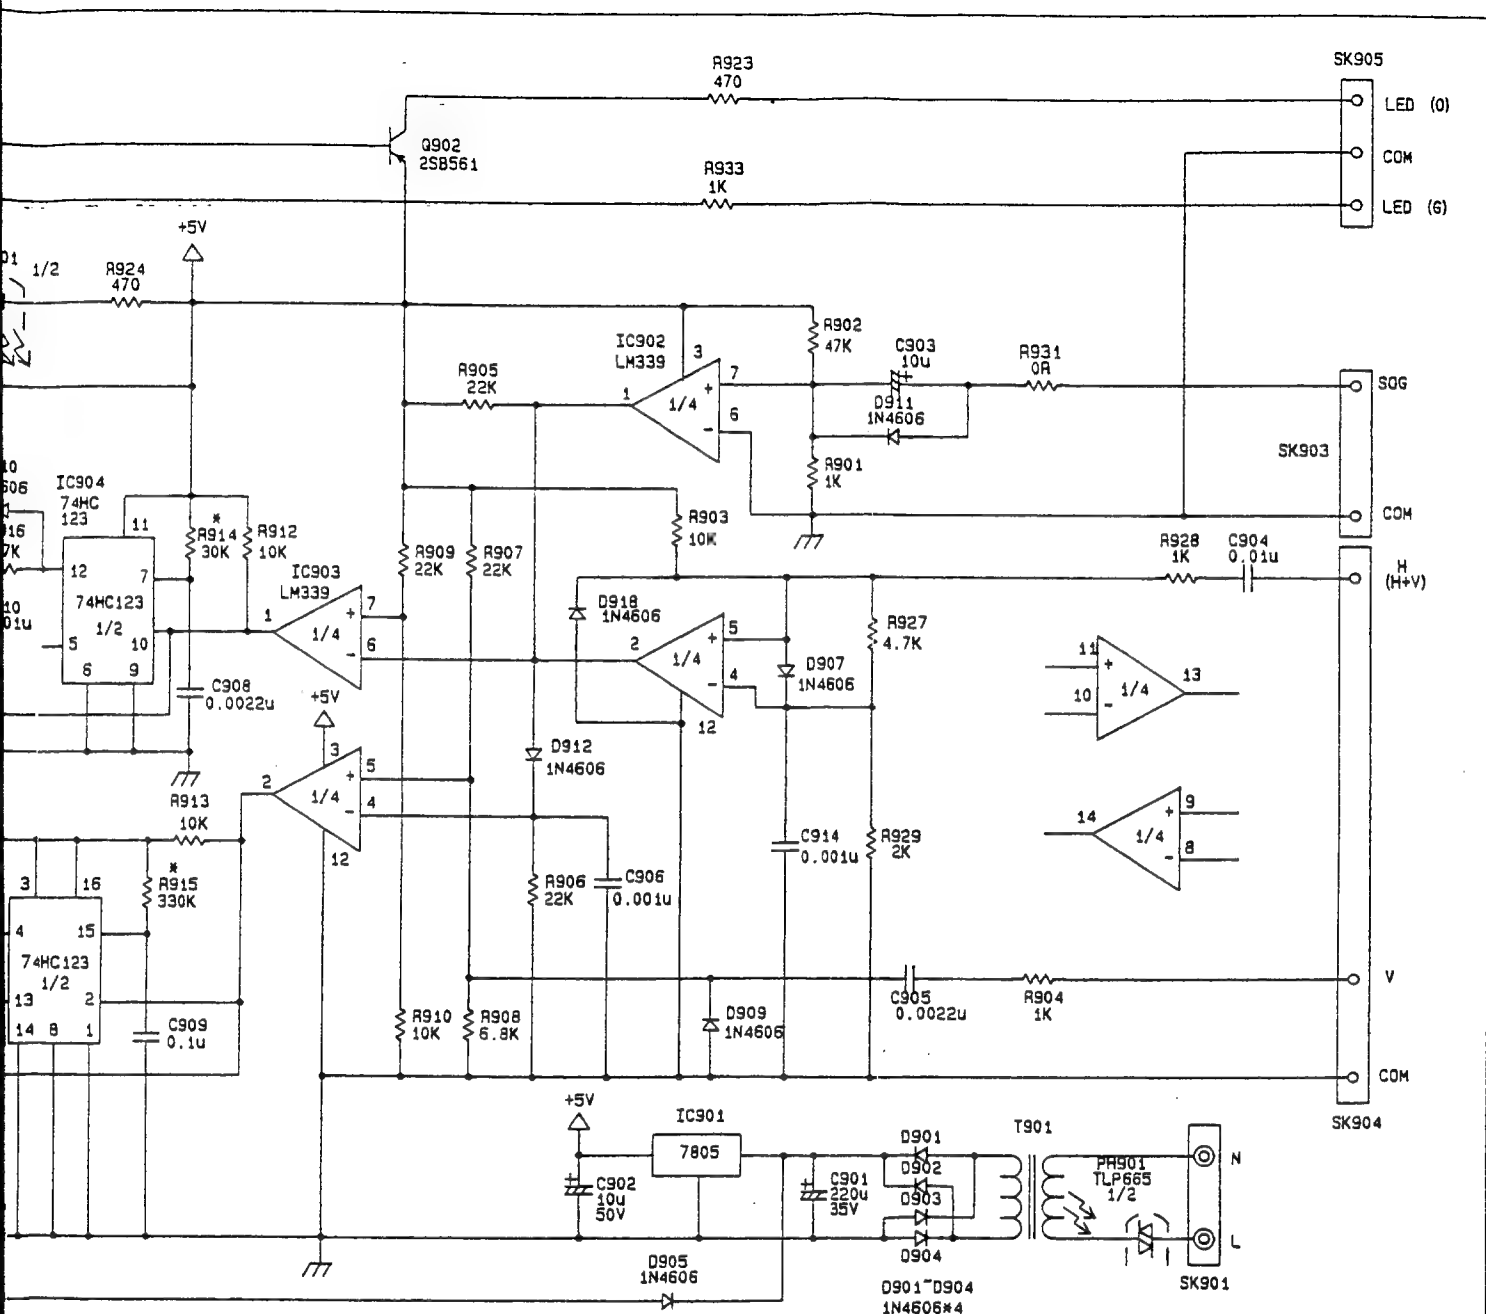 SK905
R923
470
LED (O)
Q902
2SB561
COM
R933
1K
LED (G)
+5V
1/2
R924
470
R902
47K
IC902
LM339
3
C903
10u
+
R931
0R
R905
22K
1
1/4
+
7
SOG
D911
1N4606
6
-
SK903
R901
1K
IC904
74HC
123
11
*
R914
30K
R912
10K
R903
10K
COM
R909
22K
R907
22K
R928
1K
C904
0.01u
H
(H+V)
12
7
IC903
LM339
74HC123
1/2
1
1/4
+
7
6
-
D918
1N4606
5
10
2
1/4
+
5
4
-
R927
4.7K
D907
1N4606
11
+
10
-
1/4
13
6
9
C908
0.0022u
+5V
12
D912
1N4606
3
2
1/4
+
5
4
-
R913
10K
14
1/4
+
9
8
-
C914
0.001u
R929
2K
12
*
R915
330K
3
16
R906
22K
C906
0.001u
4
15
74HC123
1/2
13
2
V
C905
0.0022u
R904
1K
14
8
1
C909
0.1u
R910
10K
R908
6.8K
D909
1N4606
COM
+5V
IC901
7805
SK904
T901
D901
D902
D903
D904
N
PH901
TLP665
1/2
+
C902
10u
50V
+
C901
220u
35V
L
D905
1N4606
SK901
D901~D904
1N4606*4